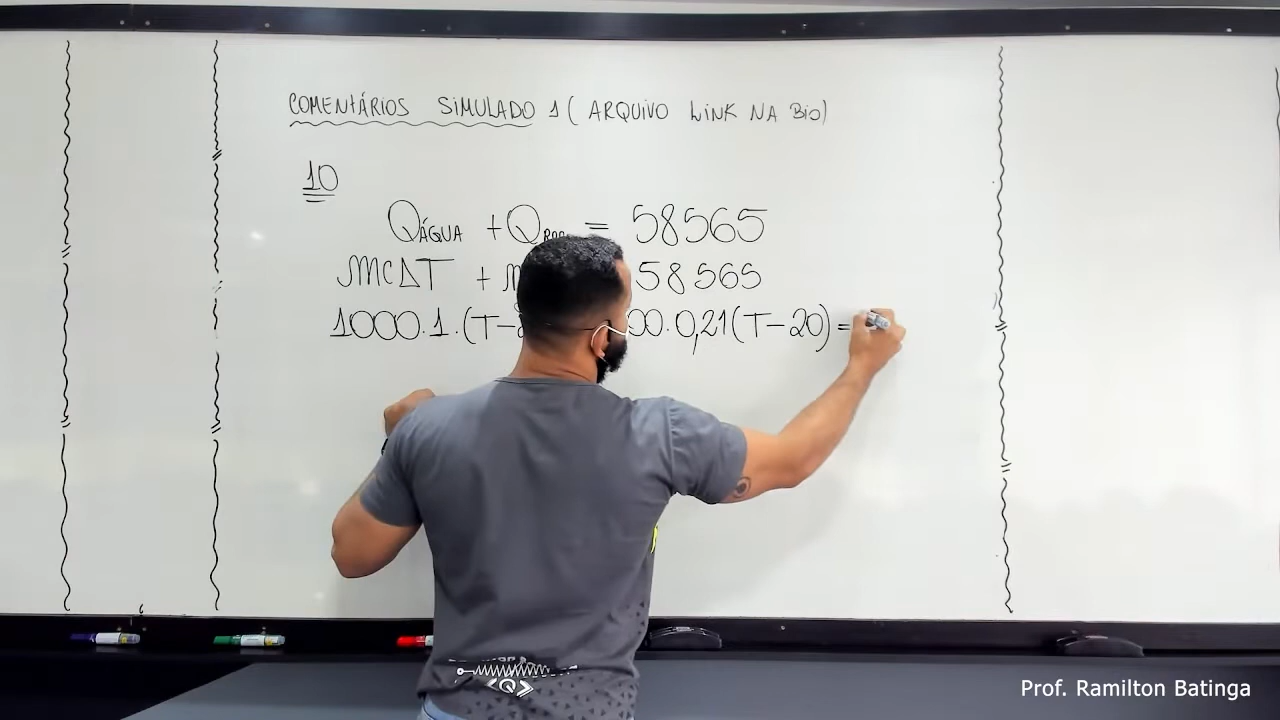 COMENTÁRIOS SIMULADO 1 (ARQUIVO LINK NA BIO)
10
QÁGUA + Q = 58565
mCΔT + m 58565
1000.1.(T- 00.0,21(T-20) =
<Q>
Prof. Ramilton Batinga